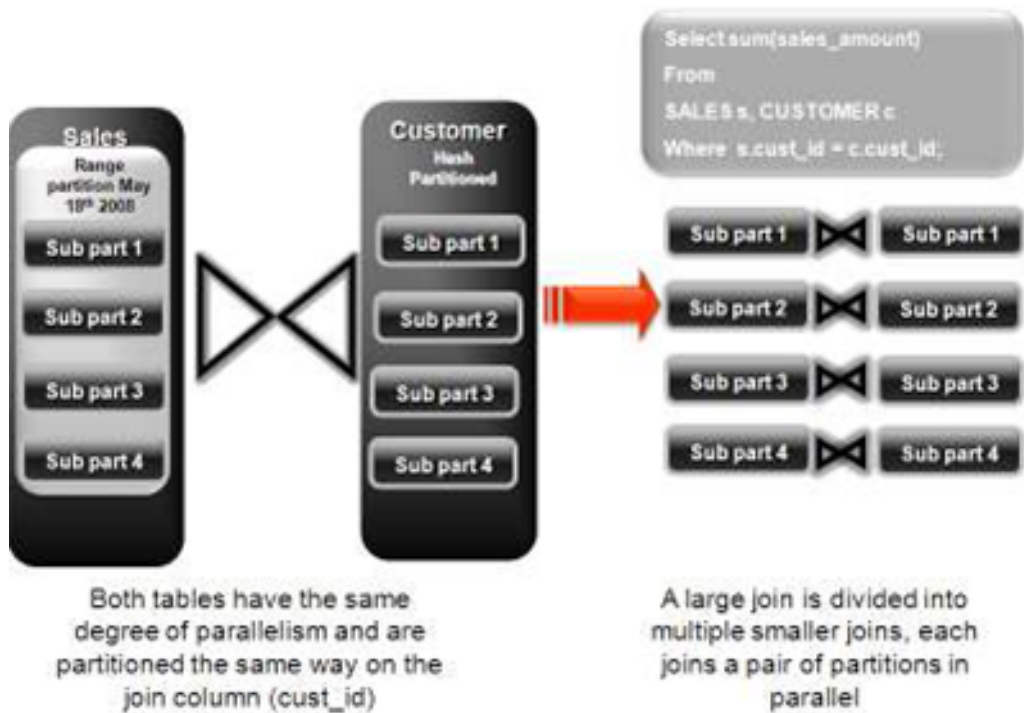 Select sum(sales_amount)
From
SALES s, CUSTOMER c
Where s.cust_id = c.cust_id;
Sales
Range
partition May
18th 2008
Sub part 1
Sub part 2
Sub part 3
Sub part 4
Customer
Hash
Partitioned
Sub part 1
Sub part 2
Sub part 3
Sub part 4
Sub part 1
Sub part 1
Sub part 2
Sub part 2
Sub part 3
Sub part 3
Sub part 4
Sub part 4
Both tables have the same
degree of parallelism and are
partitioned the same way on the
join column (cust_id)
A large join is divided into
multiple smaller joins, each
joins a pair of partitions in
parallel